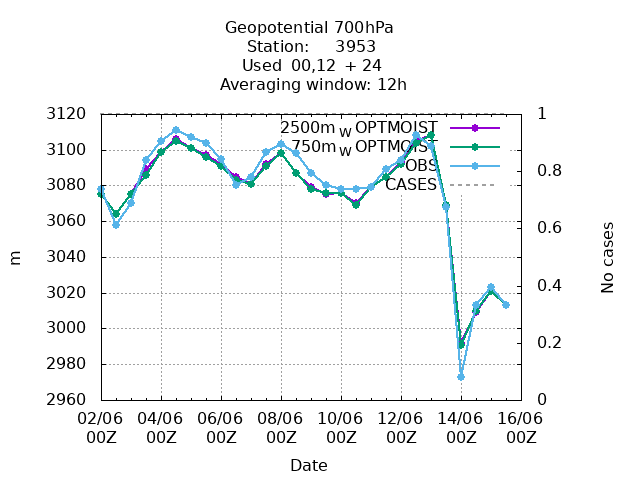 Geopotential 700hPa
Station: 3953
Used 00,12 + 24
Averaging window: 12h
3120
3100
3080
3060
3040
3020
3000
2980
2960
1
0.8
0.6
0.4
0.2
0
2500m W OPTMOIST
750m W OPTMOIST
OBS
CASES
m
No cases
02/06 04/06 06/06 08/06 10/06 12/06 14/06 16/06
00Z 00Z 00Z 00Z 00Z 00Z 00Z 00Z
Date